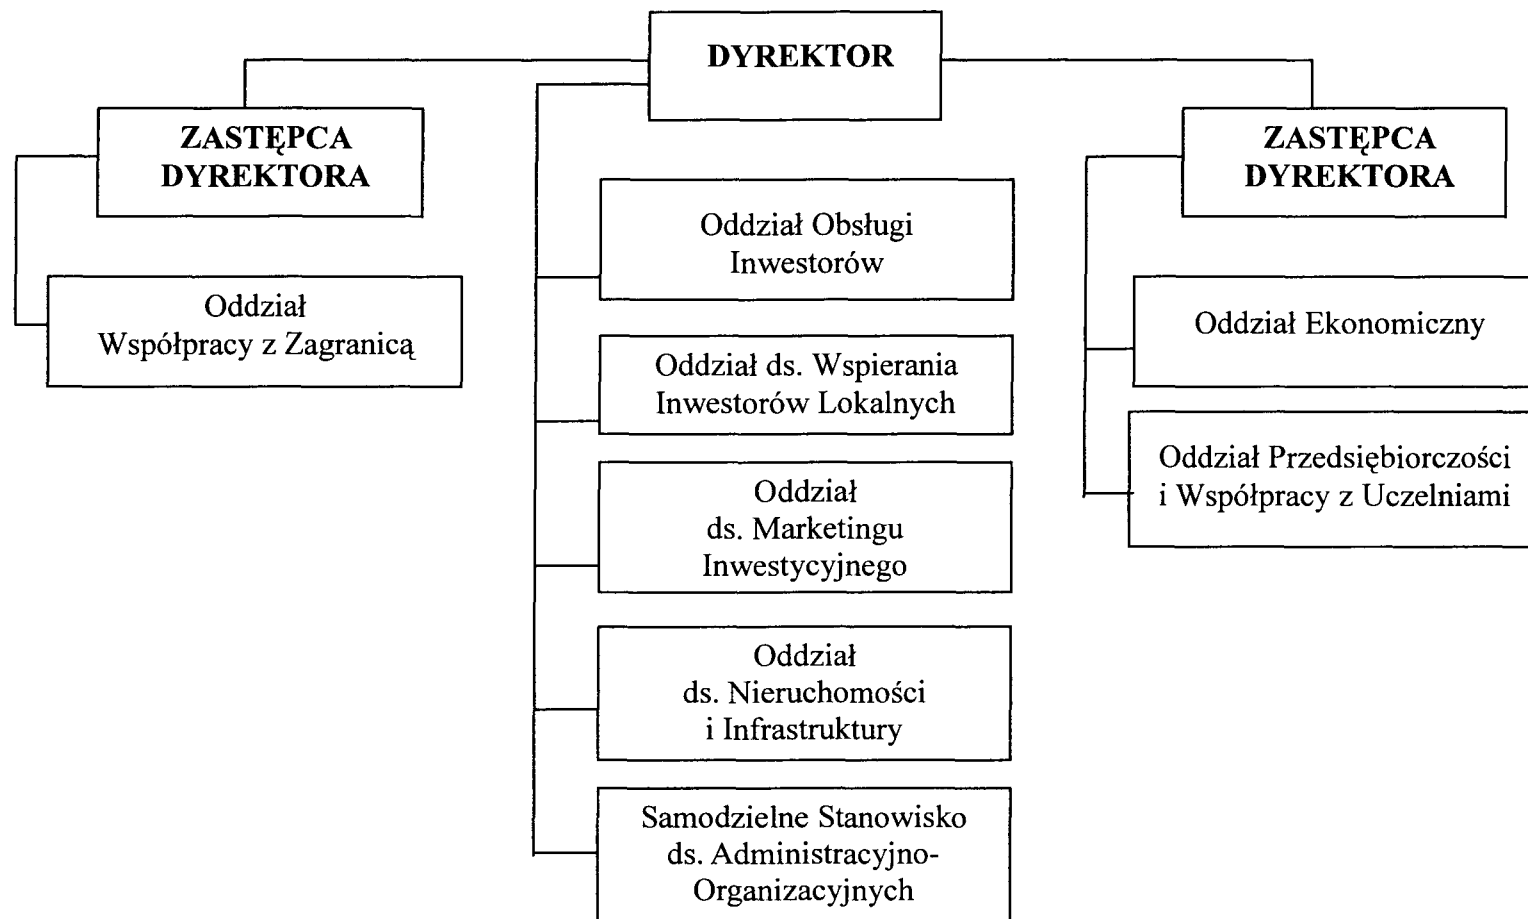 DYREKTOR
ZASTĘPCA
DYREKTORA
Oddział
Współpracy z Zagranicą
Oddział Obsługi
Inwestorów
Oddział ds. Wspierania
Inwestorów Lokalnych
Oddział
ds. Marketingu
Inwestycyjnego
Oddział
ds. Nieruchomości
i Infrastruktury
Samodzielne Stanowisko
ds. Administracyjno-
Organizacyjnych
ZASTĘPCA
DYREKTORA
Oddział Ekonomiczny
Oddział Przedsiębiorczości
i Współpracy z Uczelniami